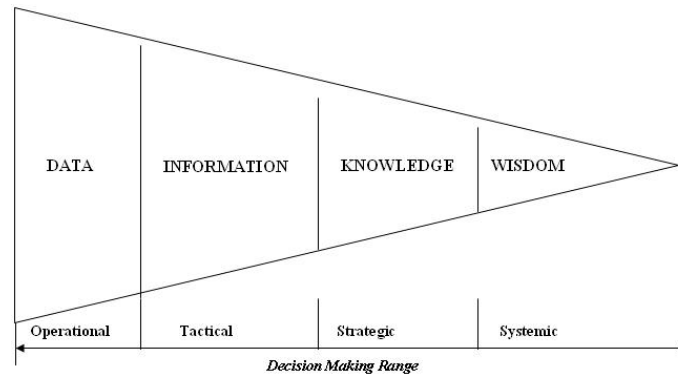 DATA INFORMATION KNOWLEDGE WISDOM
Operational Tactical Strategic Systemic
Decision Making Range